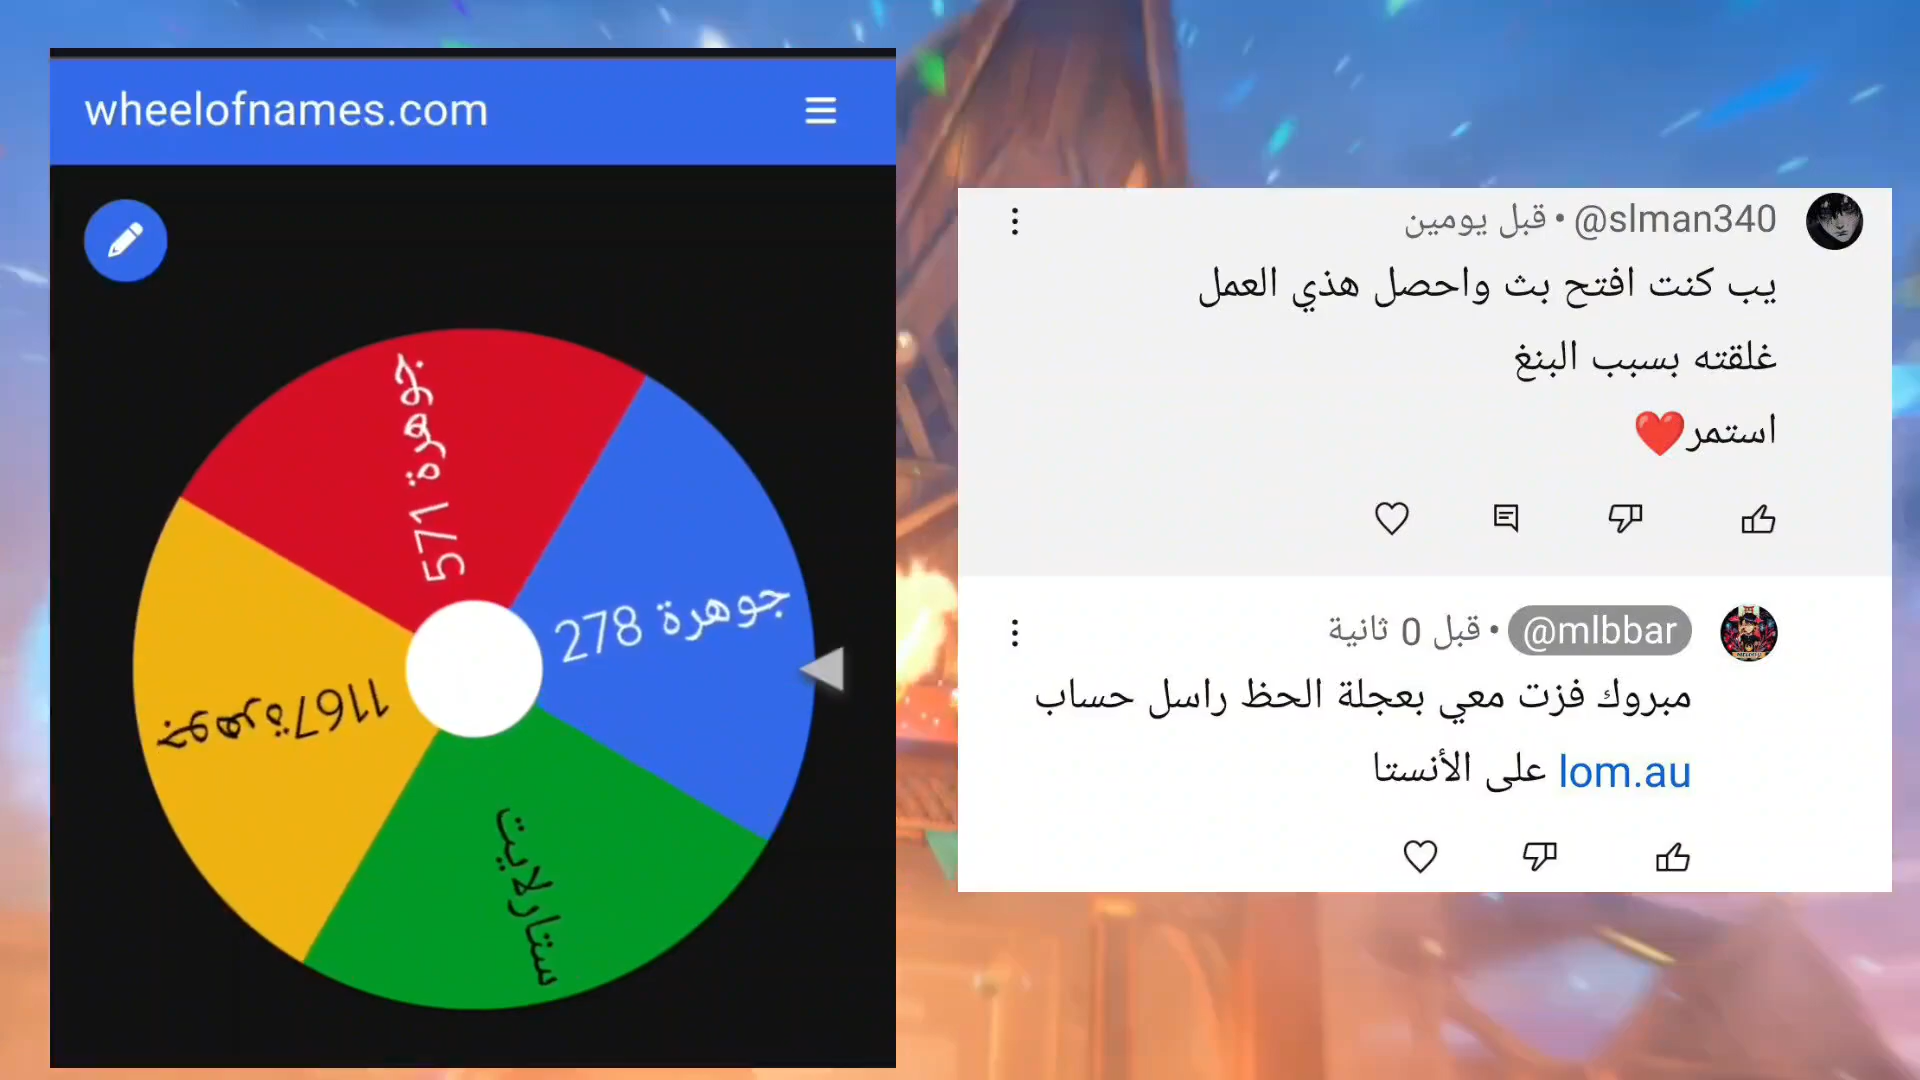 wheelofnames.com
جوهرة 571
جوهرة 278
جوهرة 1167
ستارلايت
@slman340 • قبل يومين
يب كنت افتح بث واحصل هذي العمل
غلقته بسبب البنغ
استمر❤️
@mlbbar • قبل 0 ثانية
مبروك فزت معي بعجلة الحظ راسل حساب
lom.au على الأنستا